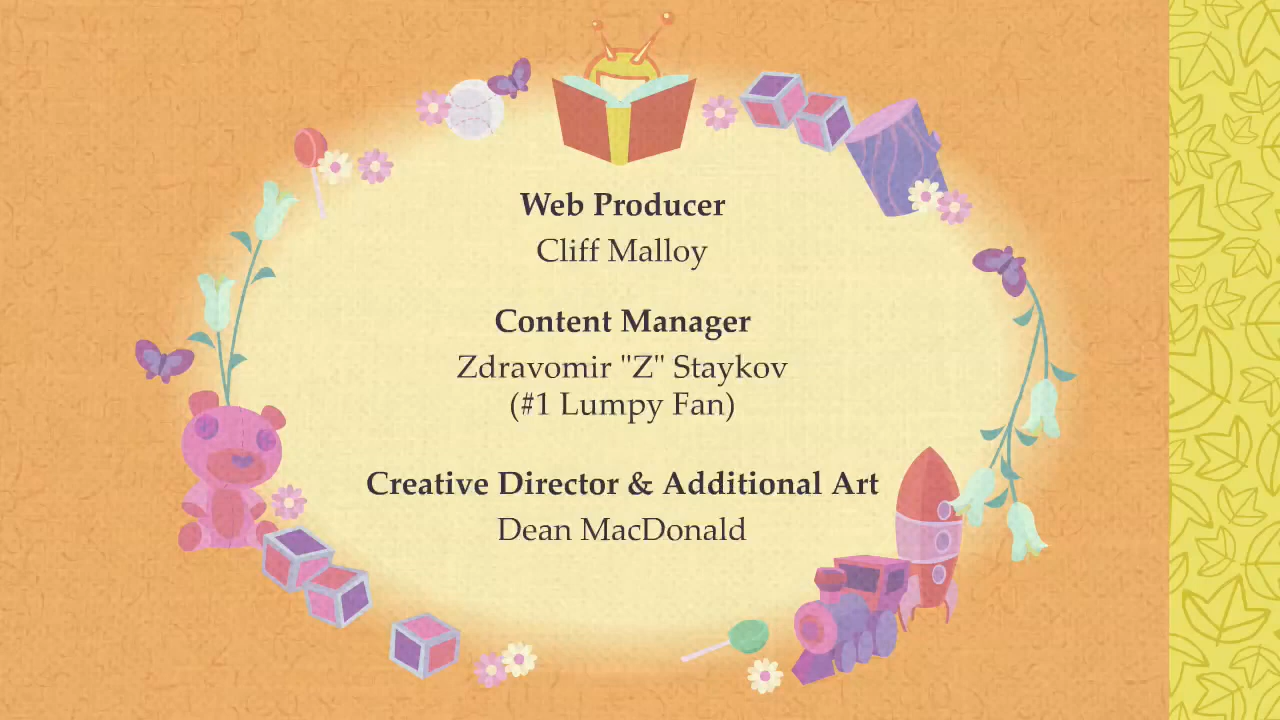 Web Producer
Cliff Malloy
Content Manager
Zdravomir "Z" Staykov
(#1 Lumpy Fan)
Creative Director & Additional Art
Dean MacDonald